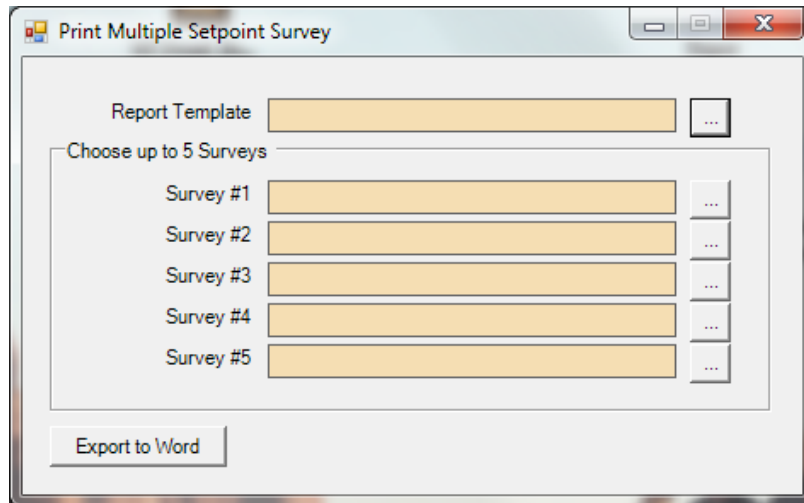 Print Multiple Setpoint Survey
Report Template ...
Choose up to 5 Surveys
Survey #1 ...
Survey #2 ...
Survey #3 ...
Survey #4 ...
Survey #5 ...
Export to Word